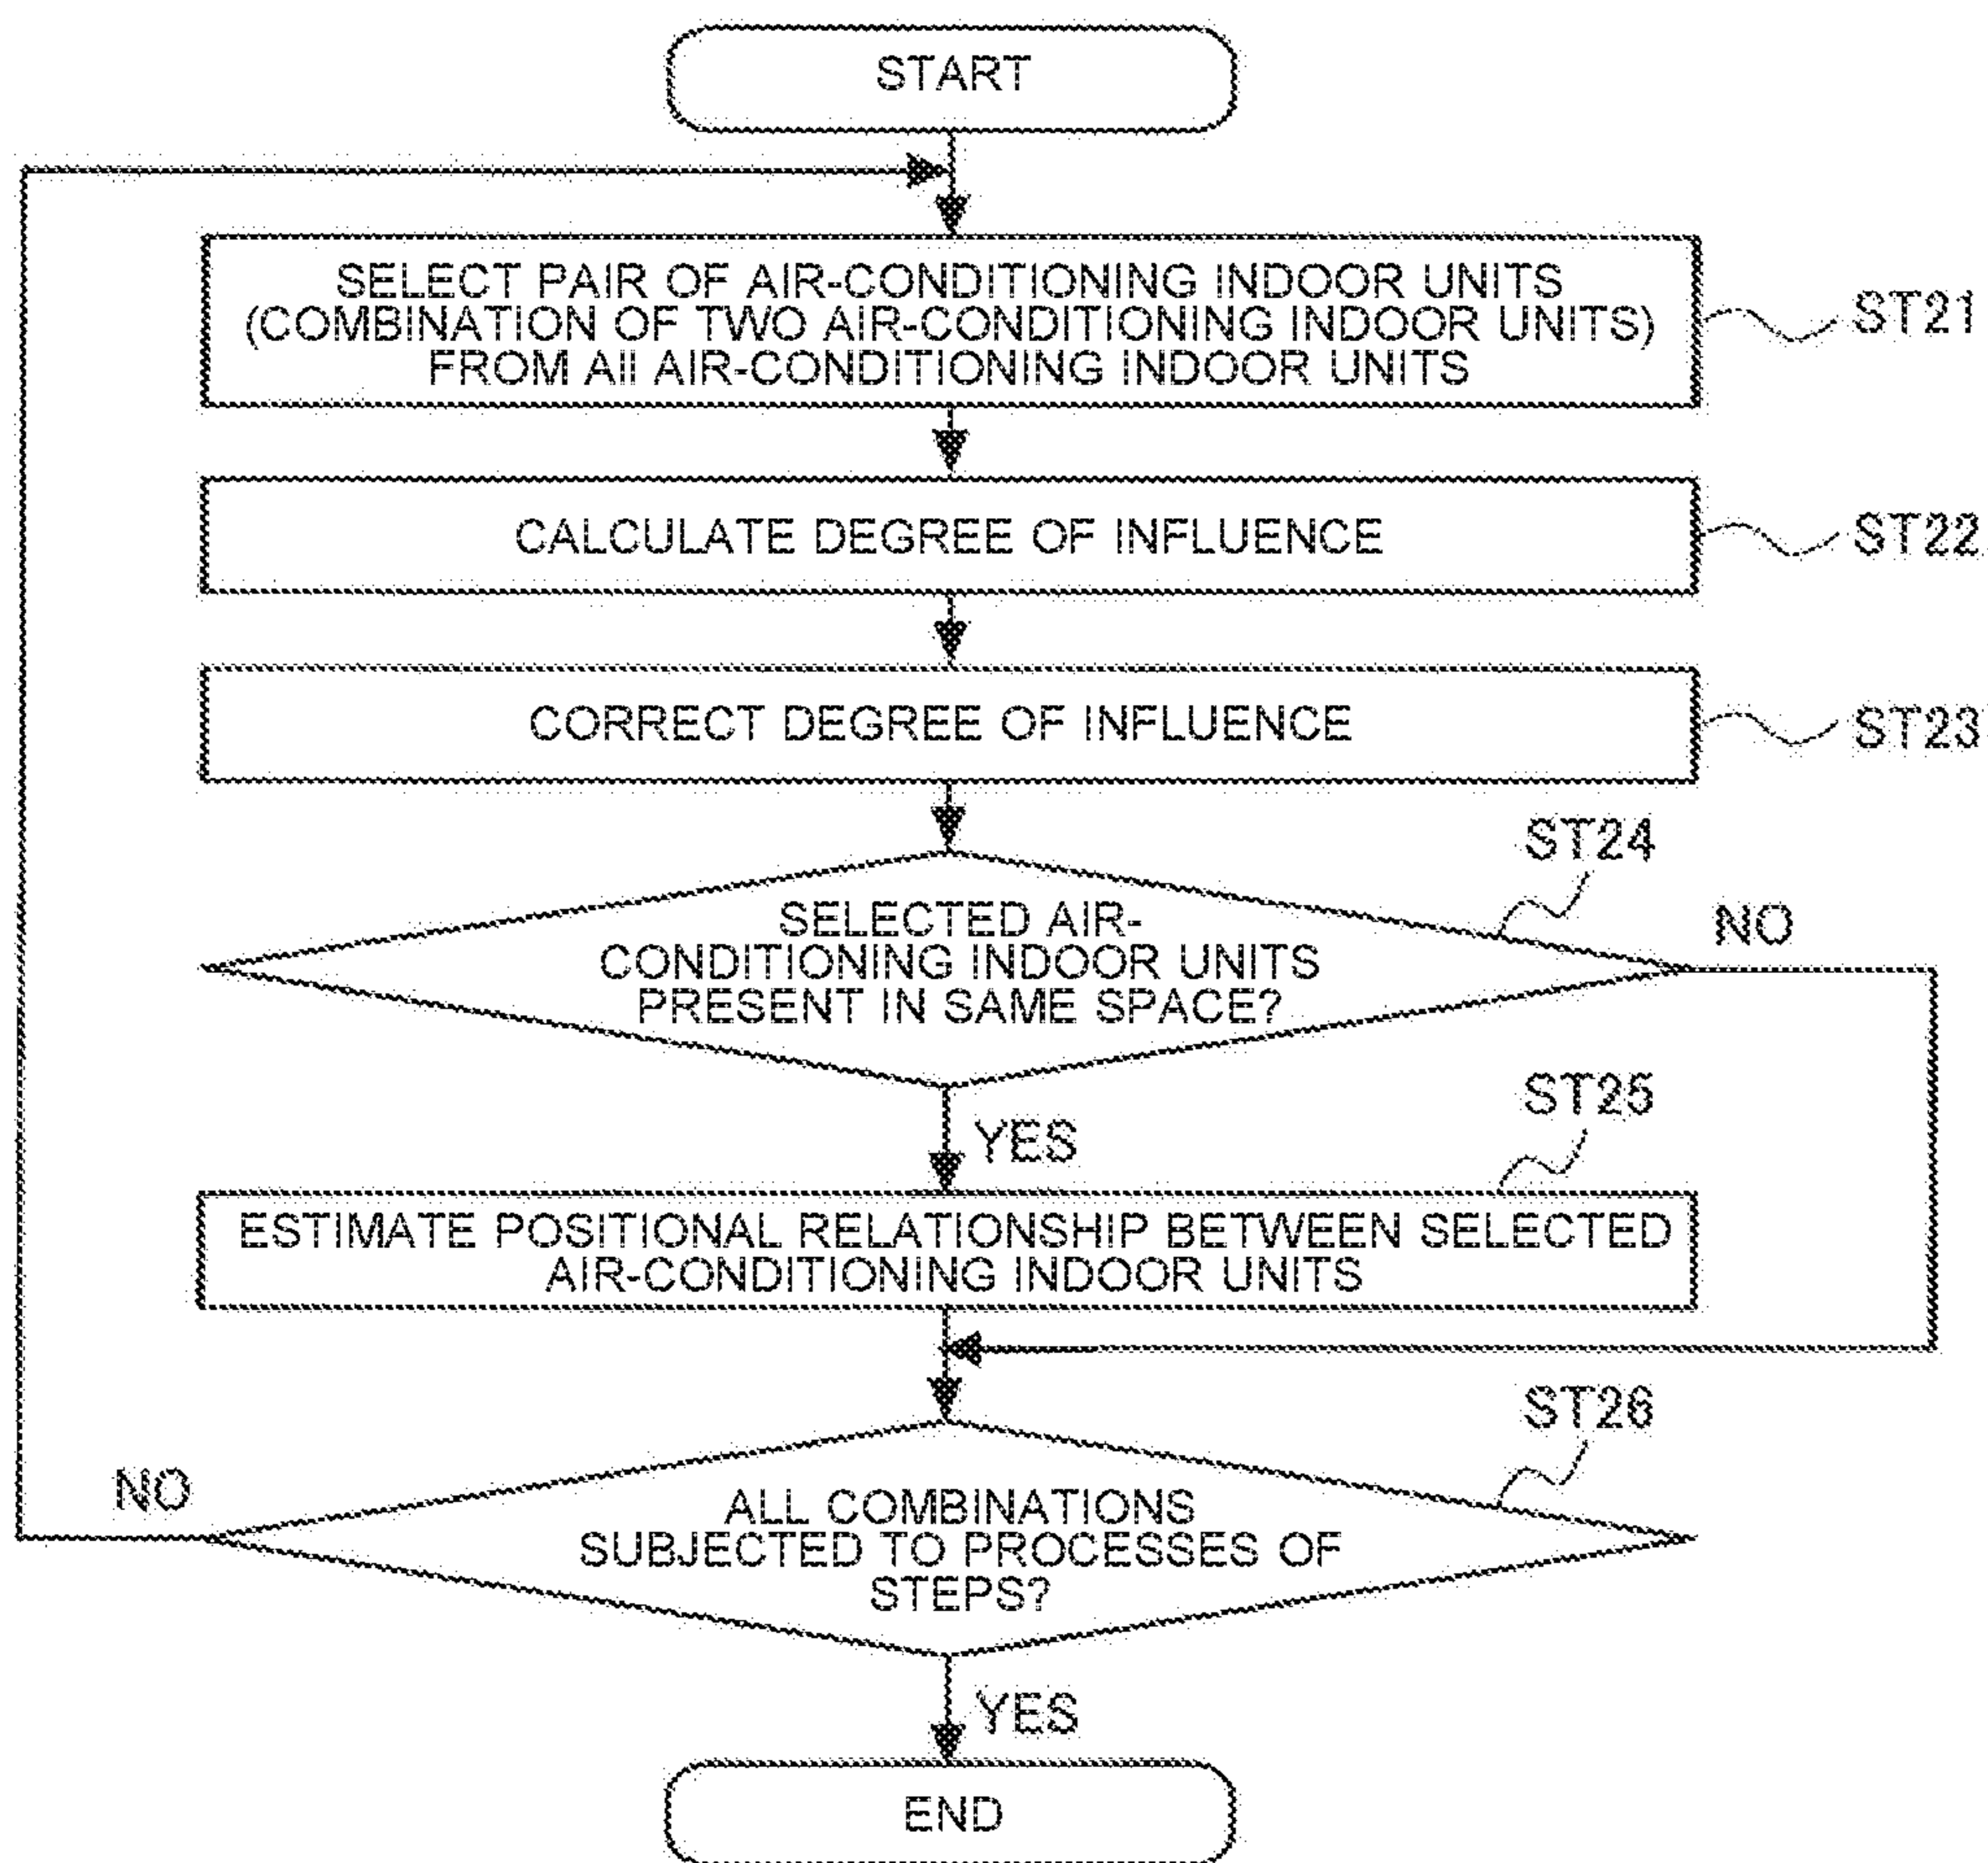 START
SELECT PAIR OF AIR-CONDITIONING INDOOR UNITS
(COMBINATION OF TWO AIR-CONDITIONING INDOOR UNITS)
FROM All AIR-CONDITIONING INDOOR UNITS
ST21
CALCULATE DEGREE OF INFLUENCE
ST22
CORRECT DEGREE OF INFLUENCE
ST23
ST24
SELECTED AIR-
CONDITIONING INDOOR UNITS
PRESENT IN SAME SPACE?
NO
YES
ST25
ESTIMATE POSITIONAL RELATIONSHIP BETWEEN SELECTED
AIR-CONDITIONING INDOOR UNITS
ST26
NO
ALL COMBINATIONS
SUBJECTED TO PROCESSES OF
STEPS?
YES
END